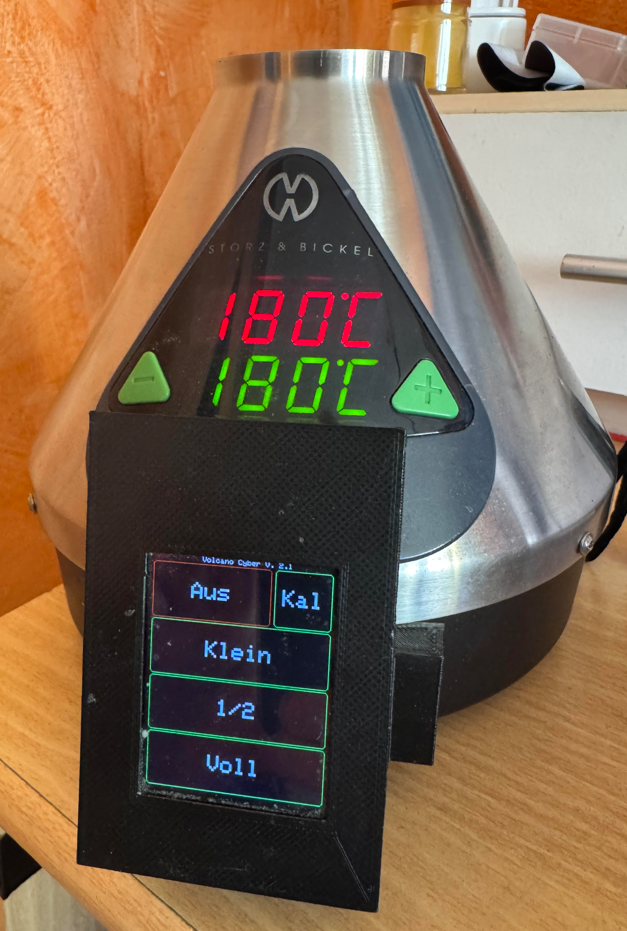 STORZ & BICKEL
180°C
180°C
− +
Volcano Cyber V. 2.1
Aus Kal
Klein
1/2
Voll